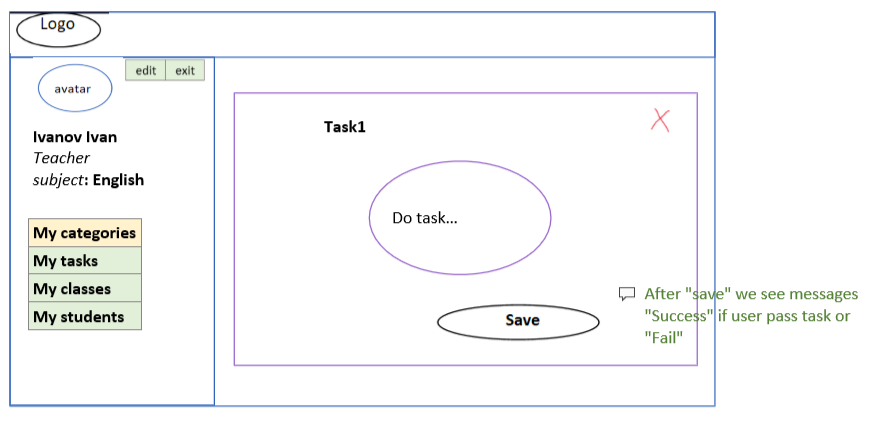 Logo
edit exit
avatar
Ivanov Ivan
Teacher
subject: English
My categories
My tasks
My classes
My students
Task1
X
Do task...
Save
After "save" we see messages
"Success" if user pass task or
"Fail"